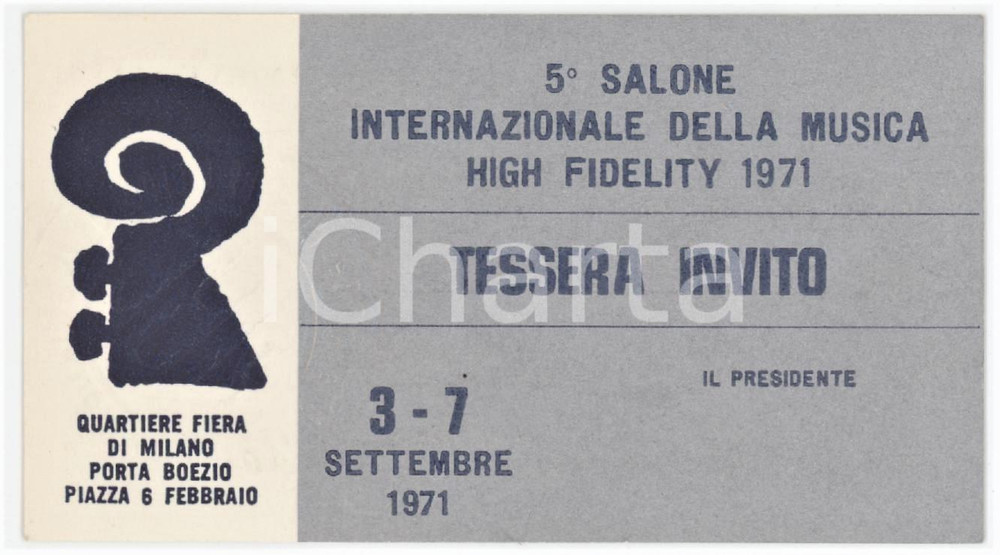 5° SALONE
INTERNAZIONALE DELLA MUSICA
HIGH FIDELITY 1971
TESSERA INVITO
iCharta
IL PRESIDENTE
3 - 7
SETTEMBRE
1971
QUARTIERE FIERA
DI MILANO
PORTA BOEZIO
PIAZZA 6 FEBBRAIO